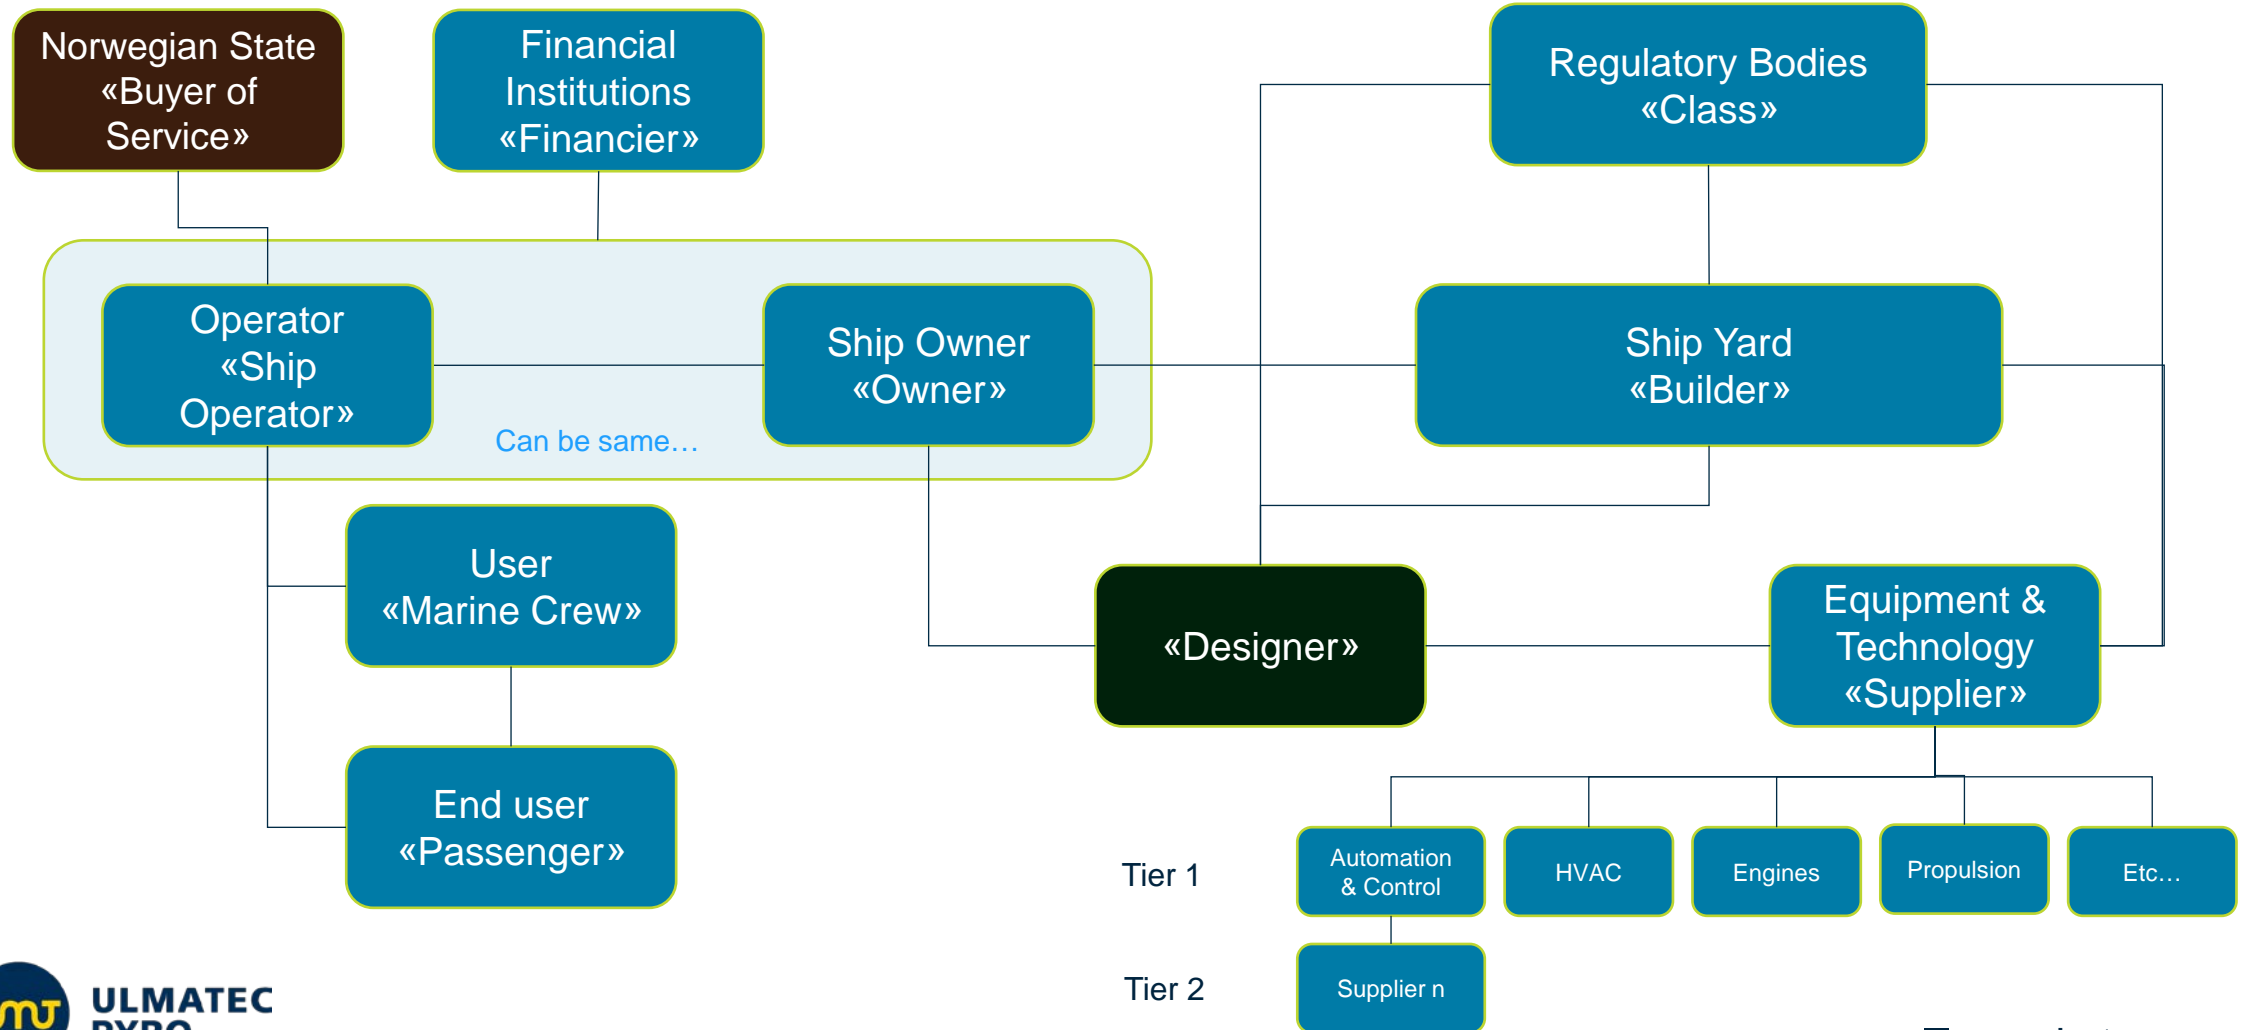 Norwegian State
«Buyer of
Service»
Financial
Institutions
«Financier»
Regulatory Bodies
«Class»
Operator
«Ship
Operator»
Ship Owner
«Owner»
Ship Yard
«Builder»
Can be same…
User
«Marine Crew»
«Designer»
Equipment &
Technology
«Supplier»
End user
«Passenger»
Tier 1
Automation
& Control
HVAC
Engines
Propulsion
Etc…
Tier 2
Supplier n
ULMATEC
PYRO